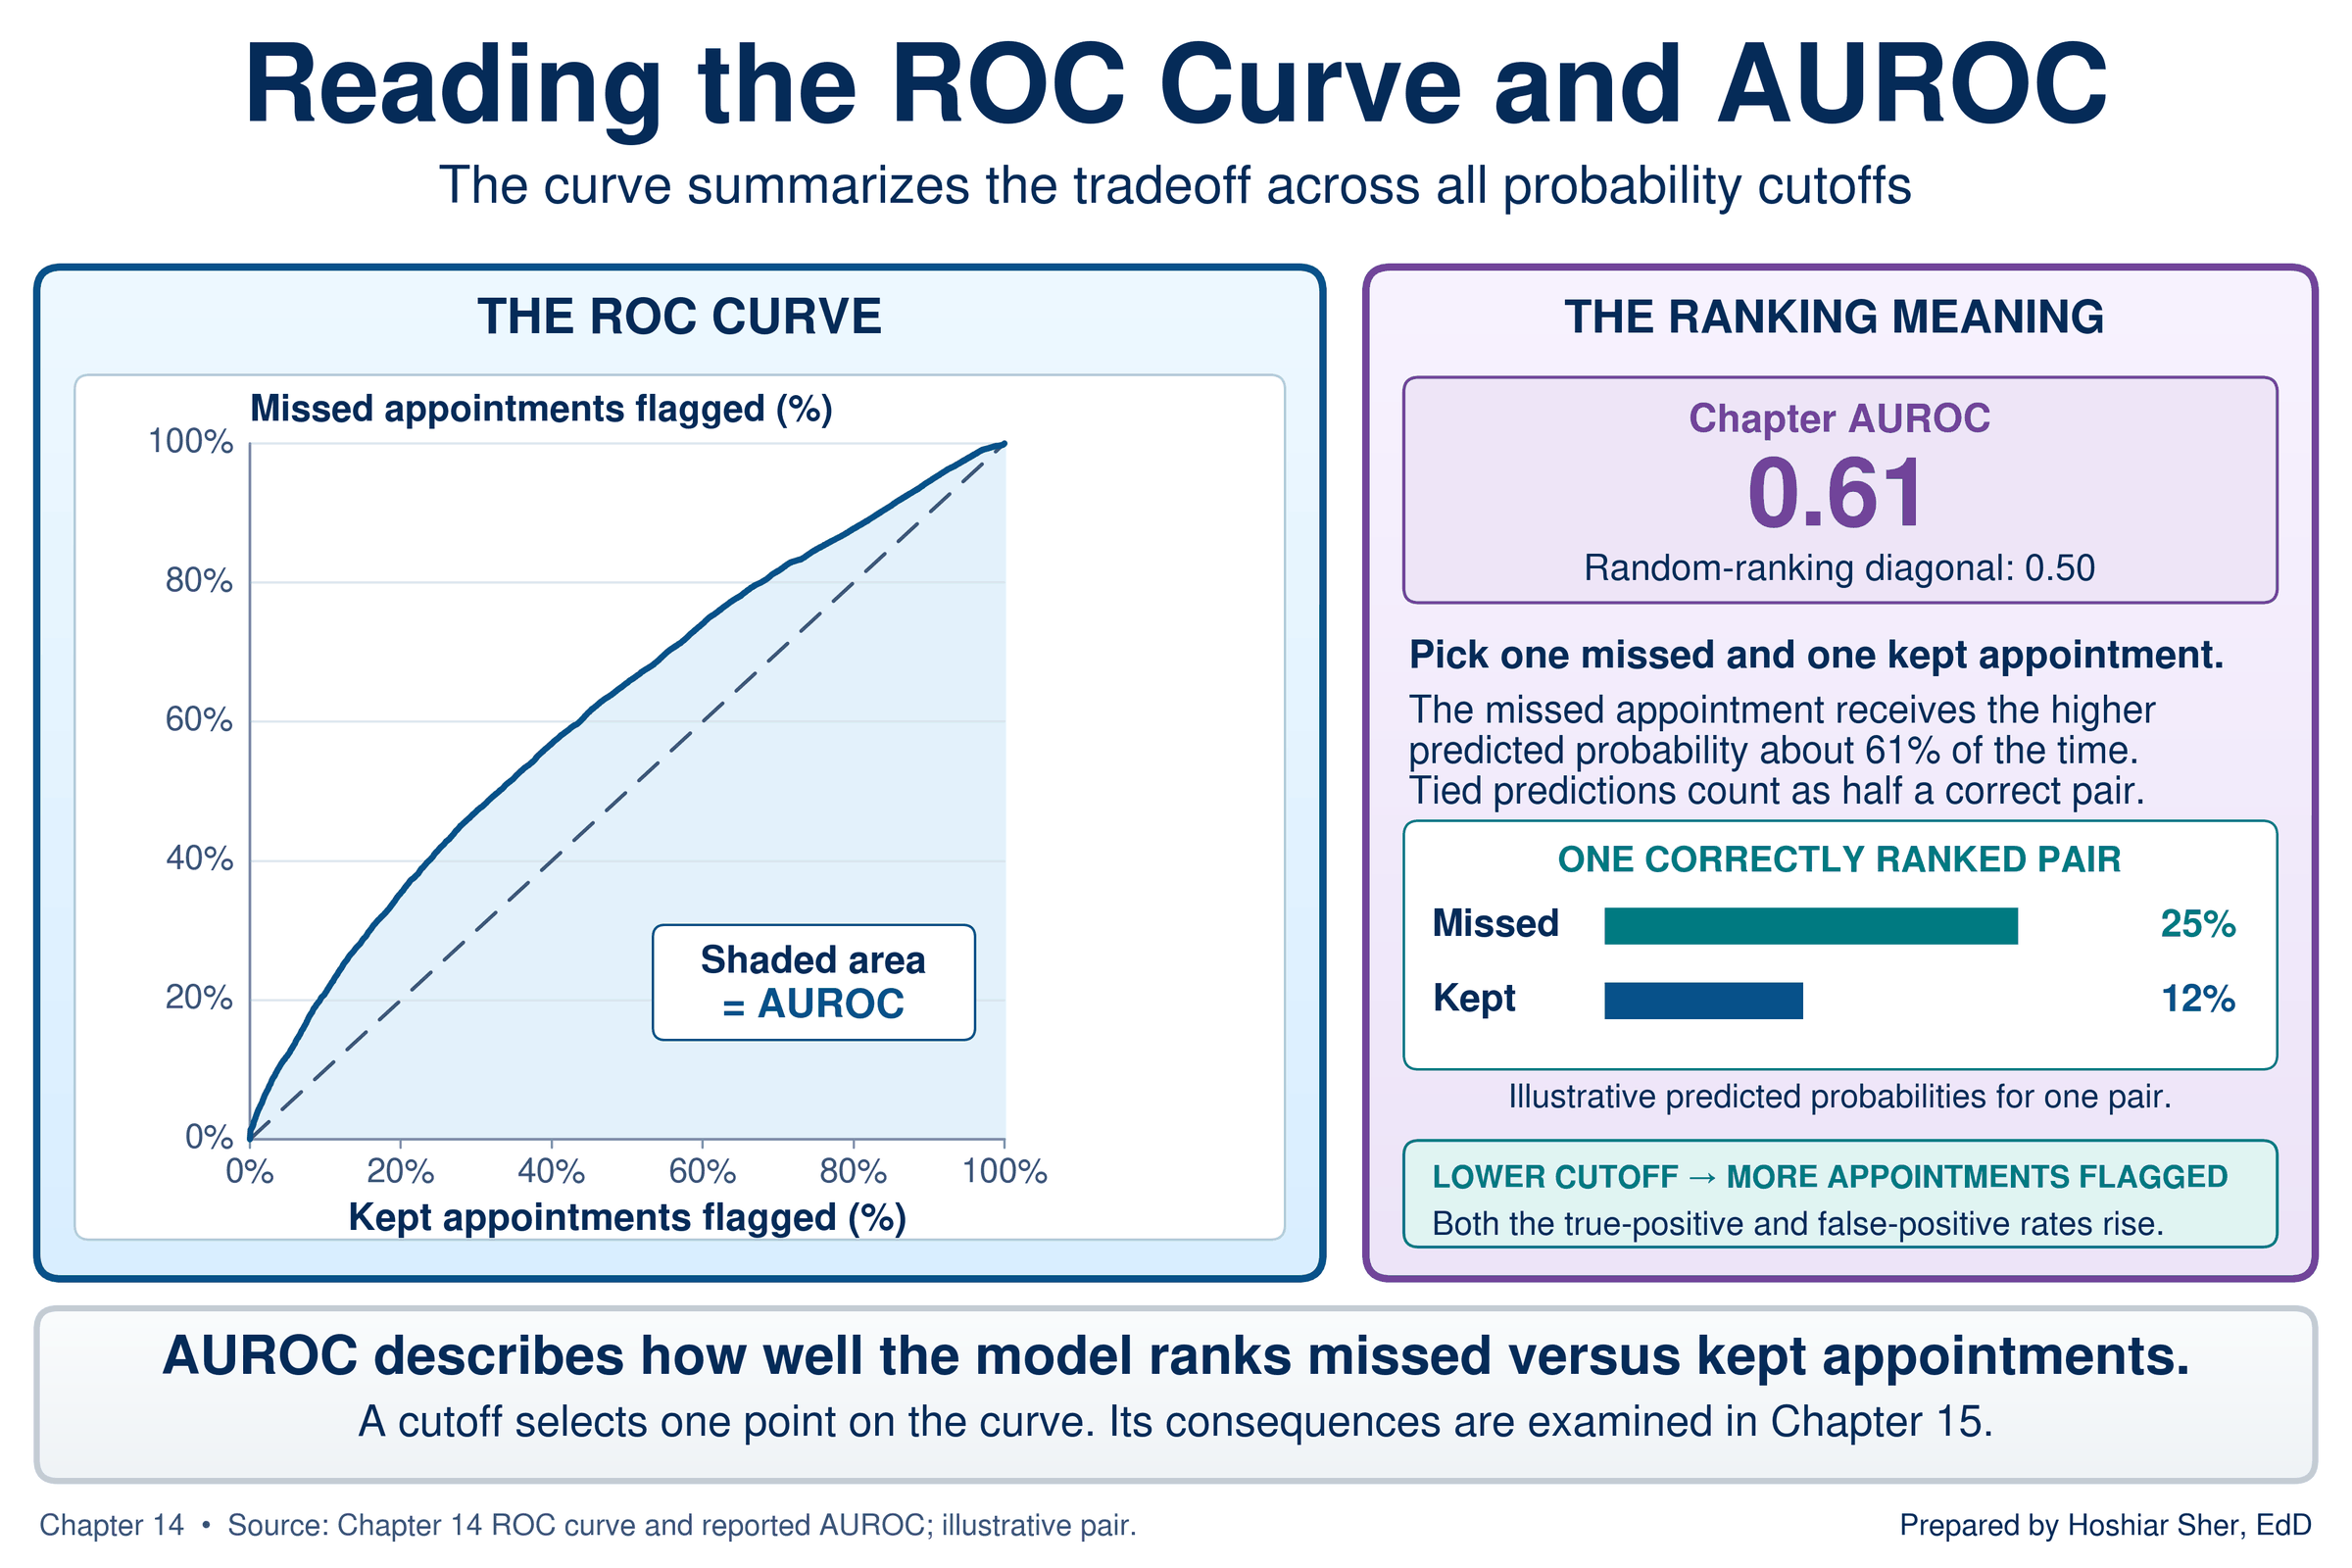 Reading the ROC Curve and AUROC
The curve summarizes the tradeoff across all probability cutoffs
THE ROC CURVE
Missed appointments flagged (%)
100%
80%
60%
40%
20%
0%
Shaded area
= AUROC
0% 20% 40% 60% 80% 100%
Kept appointments flagged (%)
THE RANKING MEANING
Chapter AUROC
0.61
Random-ranking diagonal: 0.50
Pick one missed and one kept appointment.
The missed appointment receives the higher
predicted probability about 61% of the time.
Tied predictions count as half a correct pair.
ONE CORRECTLY RANKED PAIR
Missed 25%
Kept 12%
Illustrative predicted probabilities for one pair.
LOWER CUTOFF → MORE APPOINTMENTS FLAGGED
Both the true-positive and false-positive rates rise.
AUROC describes how well the model ranks missed versus kept appointments.
A cutoff selects one point on the curve. Its consequences are examined in Chapter 15.
Chapter 14 • Source: Chapter 14 ROC curve and reported AUROC; illustrative pair.
Prepared by Hoshiar Sher, EdD